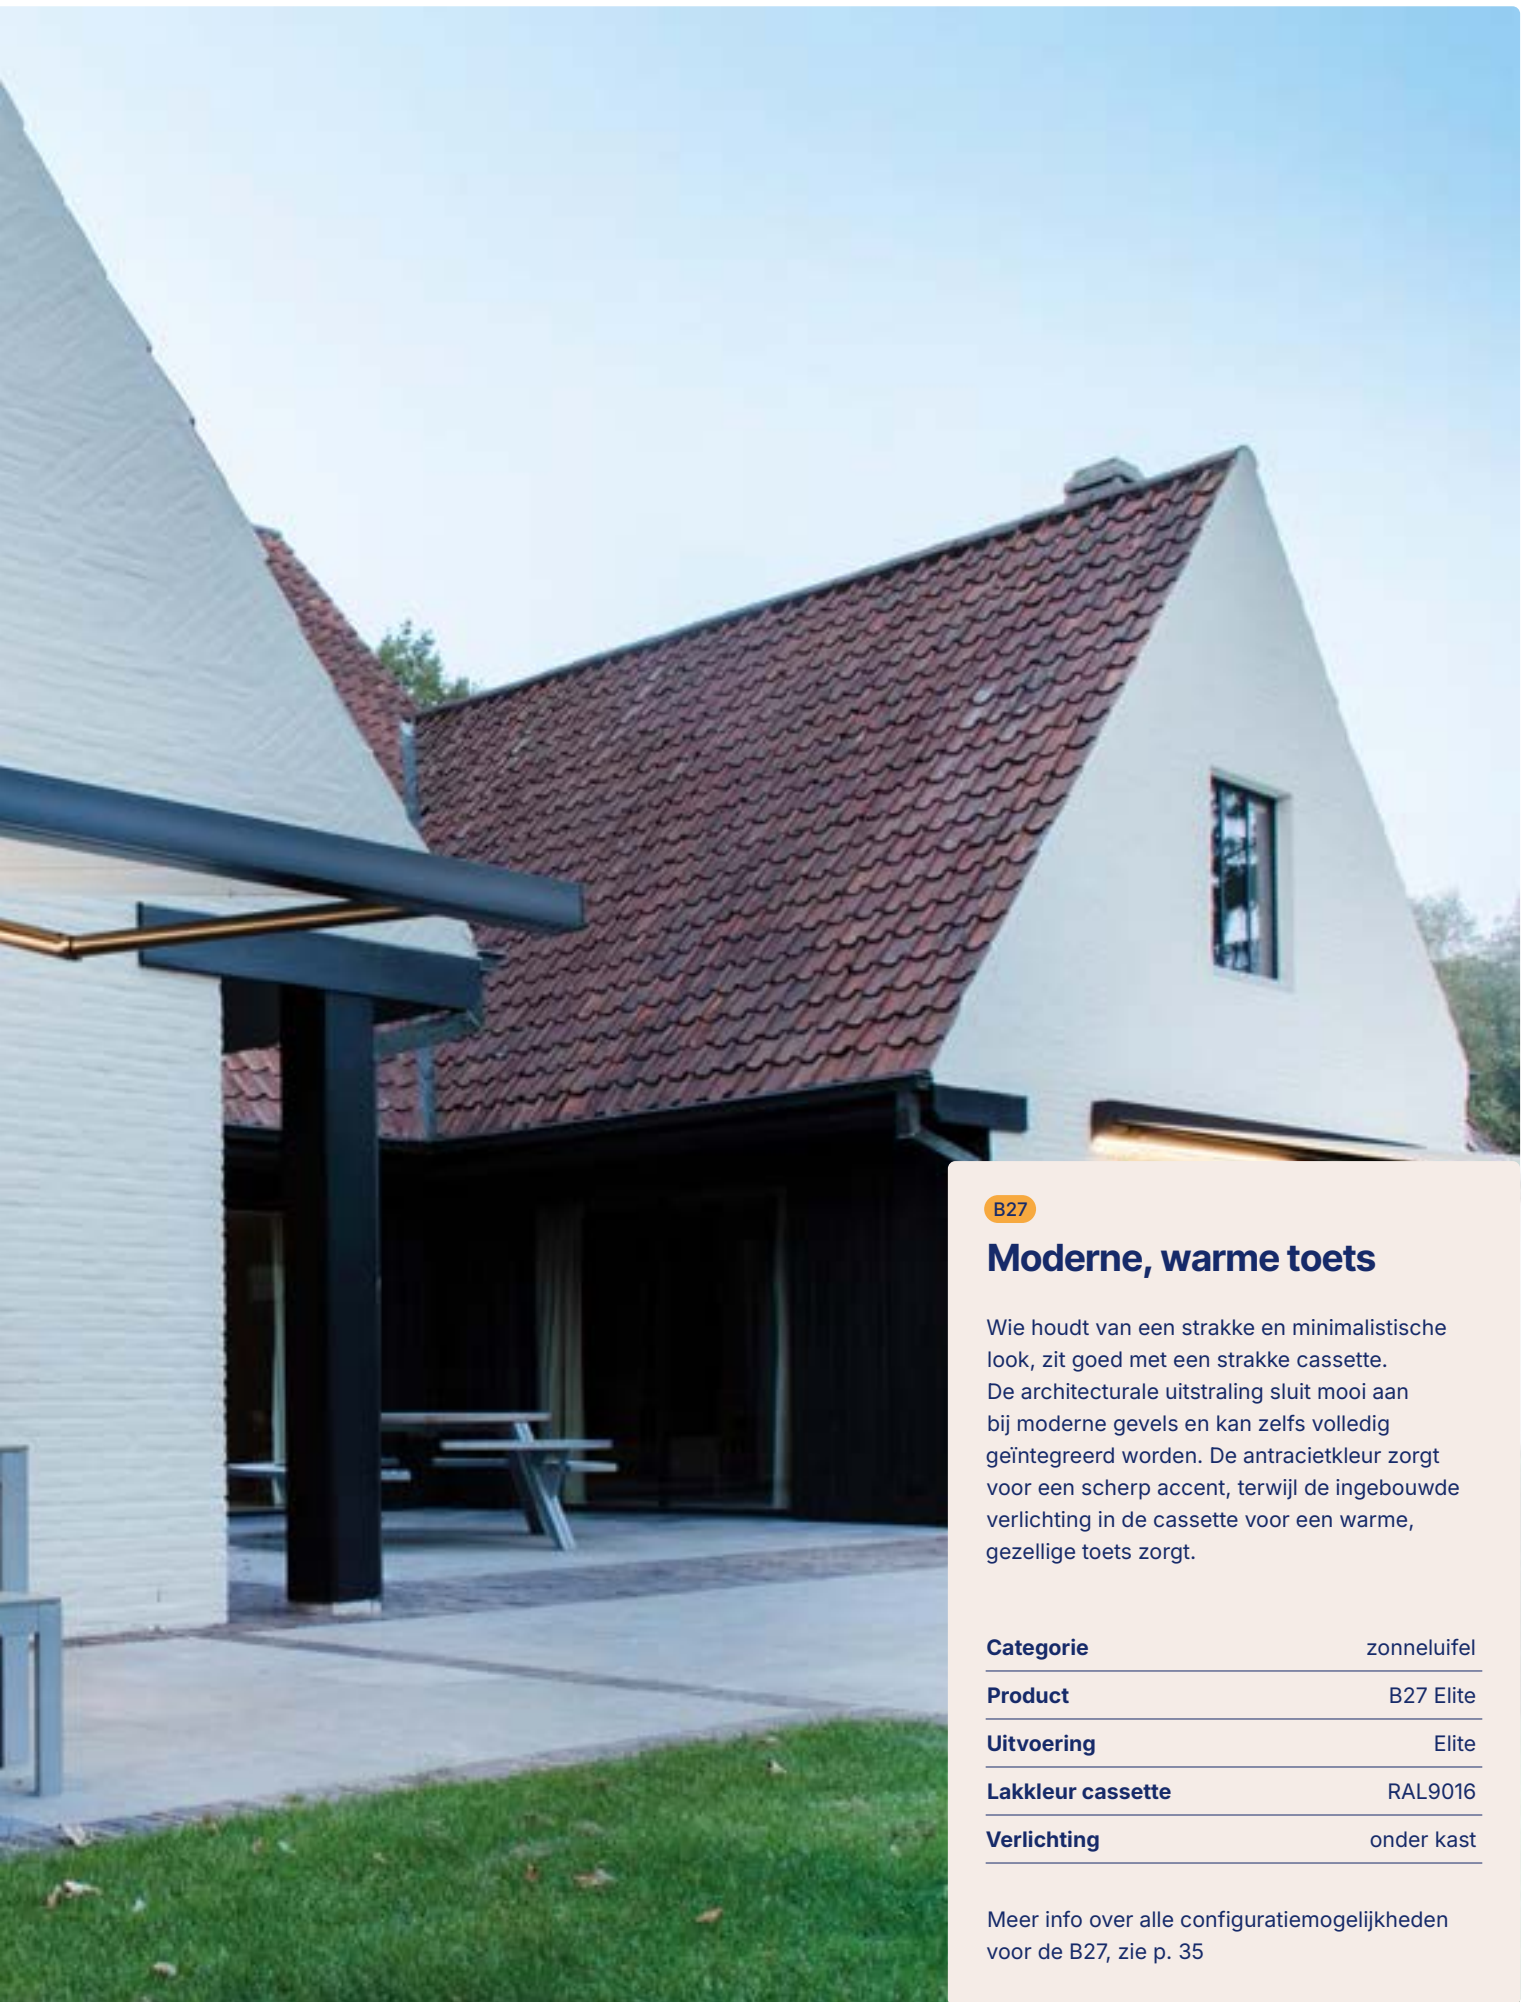 B27
Moderne, warme toets
Wie houdt van een strakke en minimalistische
look, zit goed met een strakke cassette.
De architecturale uitstraling sluit mooi aan
bij moderne gevels en kan zelfs volledig
geïntegreerd worden. De antracietkleur zorgt
voor een scherp accent, terwijl de ingebouwde
verlichting in de cassette voor een warme,
gezellige toets zorgt.
Categorie zonneluifel
Product B27 Elite
Uitvoering Elite
Lakkleur cassette RAL9016
Verlichting onder kast
Meer info over alle configuratiemogelijkheden
voor de B27, zie p. 35